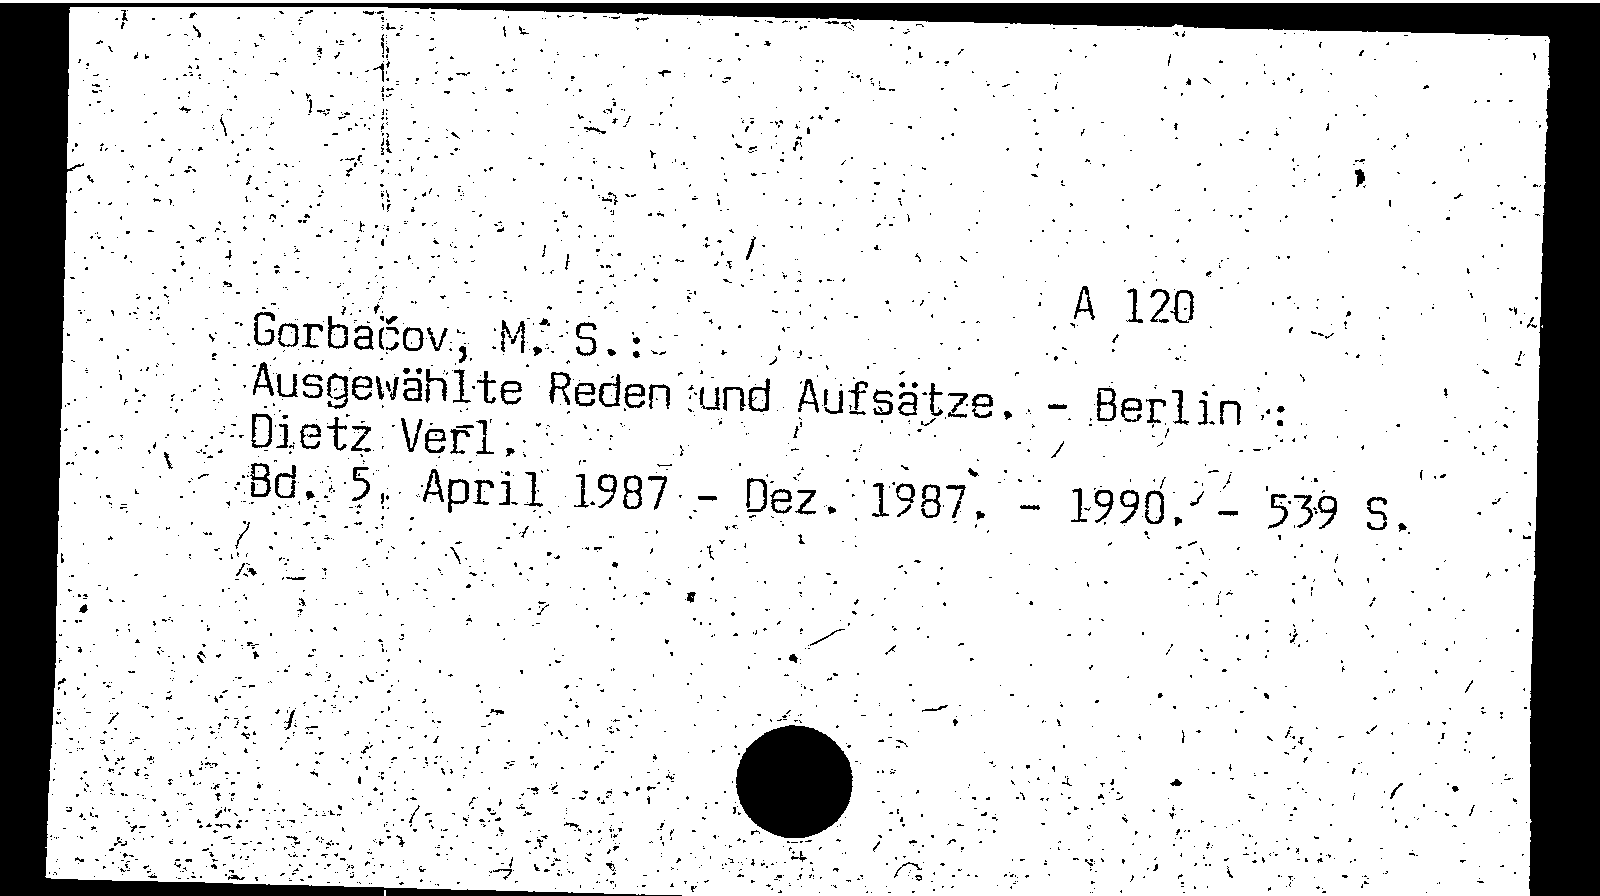 A 120
Gorbačov, M. S.:
Ausgewählte Reden und Aufsätze. - Berlin :
Dietz Verl.
Bd. 5. April 1987 - Dez. 1987. - 1990. - 539 S.